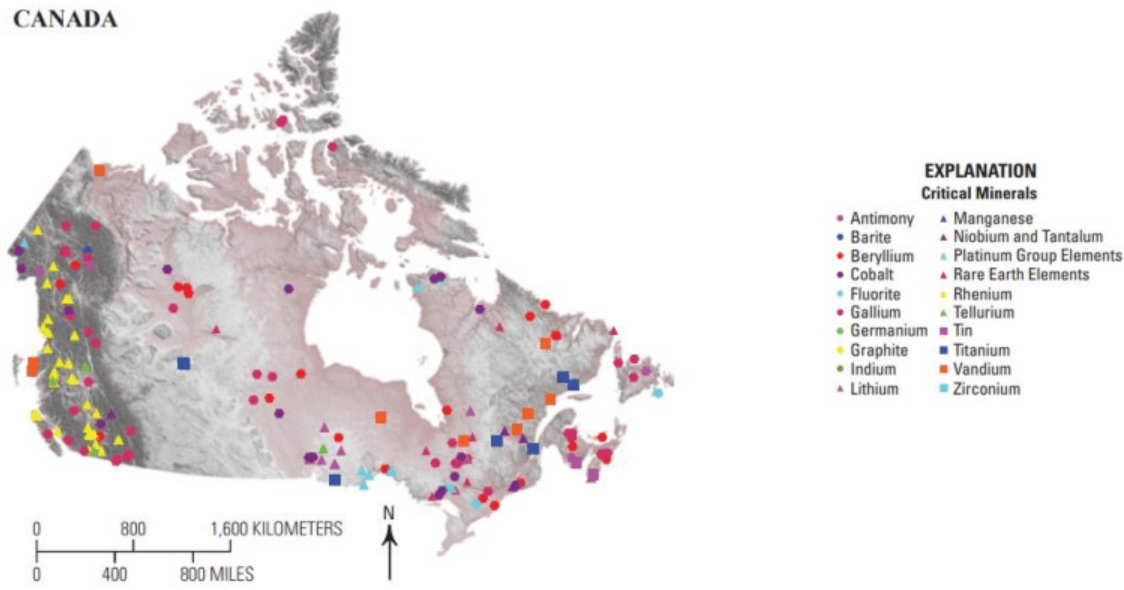 CANADA
EXPLANATION
Critical Minerals
Antimony
Barite
Beryllium
Cobalt
Fluorite
Gallium
Germanium
Graphite
Indium
Lithium
Manganese
Niobium and Tantalum
Platinum Group Elements
Rare Earth Elements
Rhenium
Tellurium
Tin
Titanium
Vandium
Zirconium
0 800 1,600 KILOMETERS
0 400 800 MILES
N